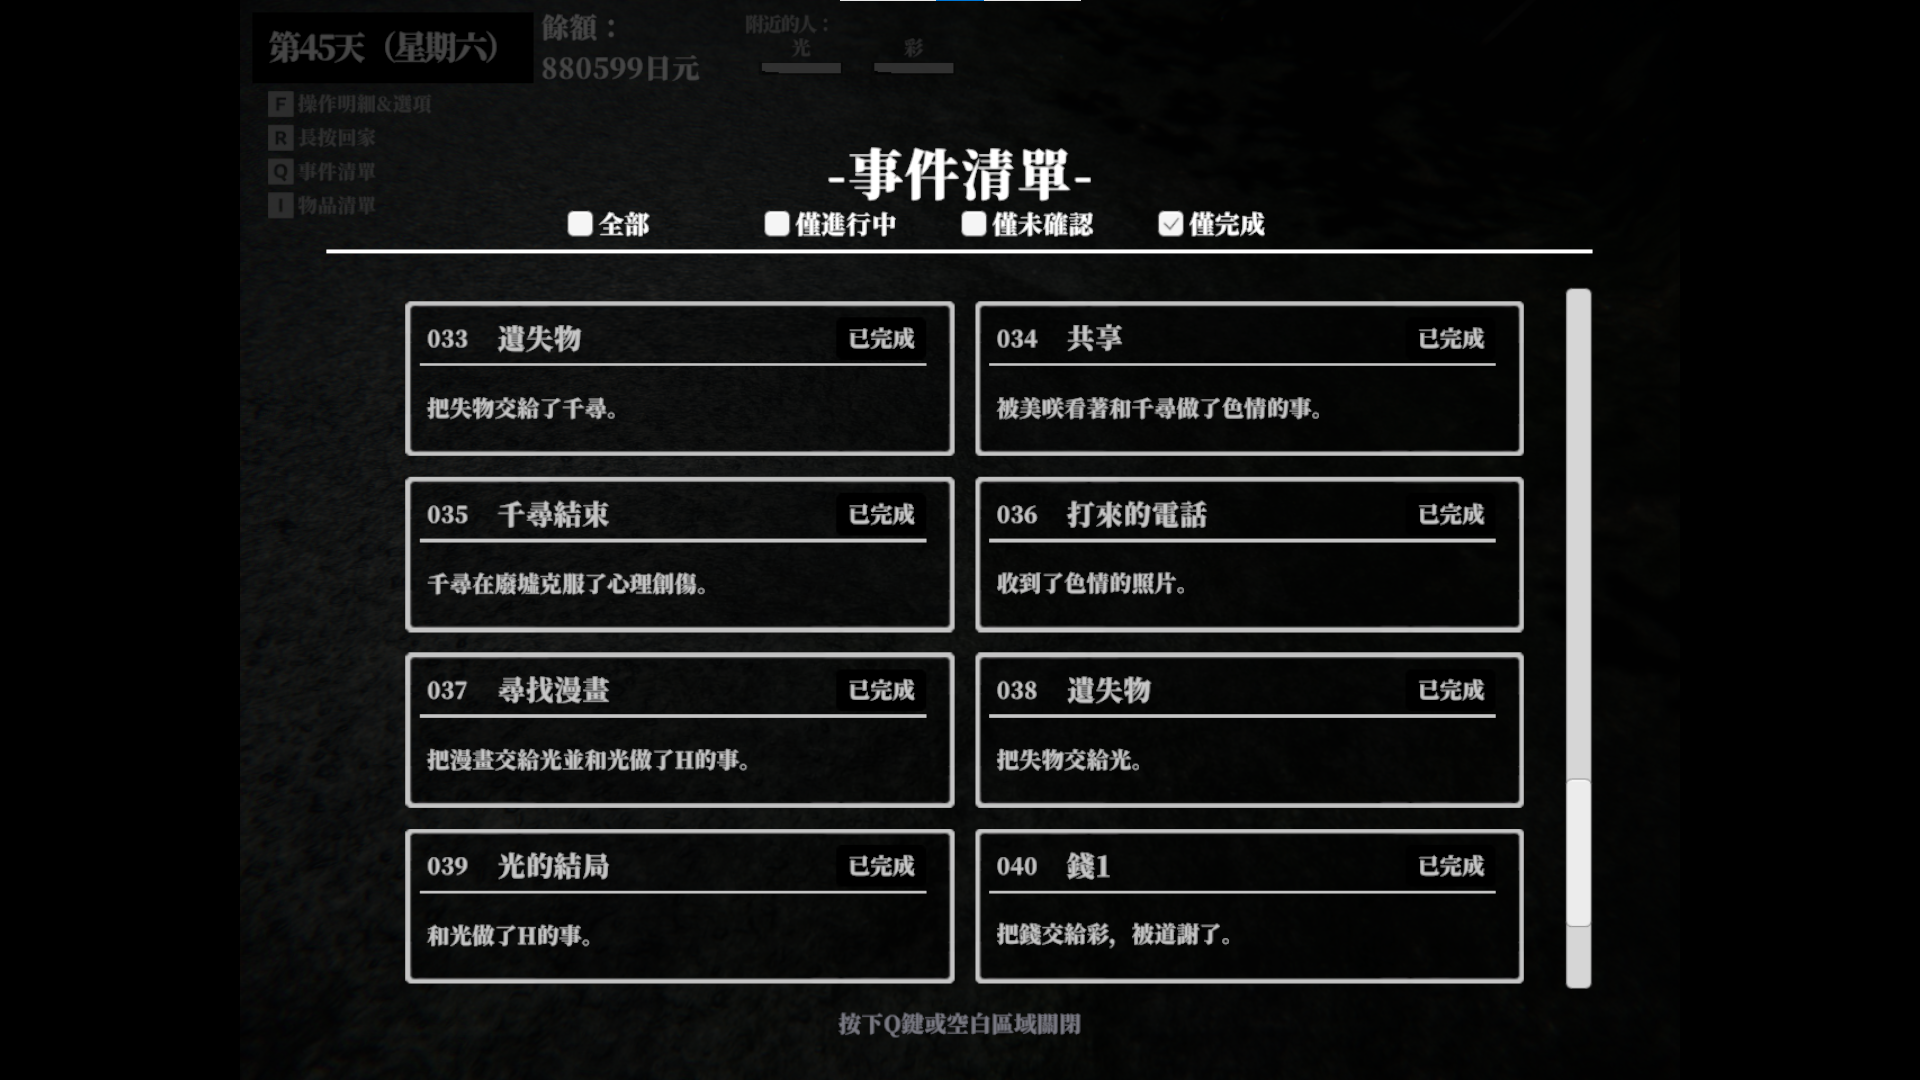 第45天（星期六）
餘額：
880599日元
附近的人：
光 彩
F 操作明細&選項
R 長按回家
Q 事件清單
I 物品清單
-事件清單-
全部 僅進行中 僅未確認 僅完成
033 遺失物 已完成
把失物交給了千尋。
034 共享 已完成
被美咲看著和千尋做了色情的事。
035 千尋結束 已完成
千尋在廢墟克服了心理創傷。
036 打來的電話 已完成
收到了色情的照片。
037 尋找漫畫 已完成
把漫畫交給光並和光做了H的事。
038 遺失物 已完成
把失物交給光。
039 光的結局 已完成
和光做了H的事。
040 錢1 已完成
把錢交給彩，被道謝了。
按下Q鍵或空白區域關閉